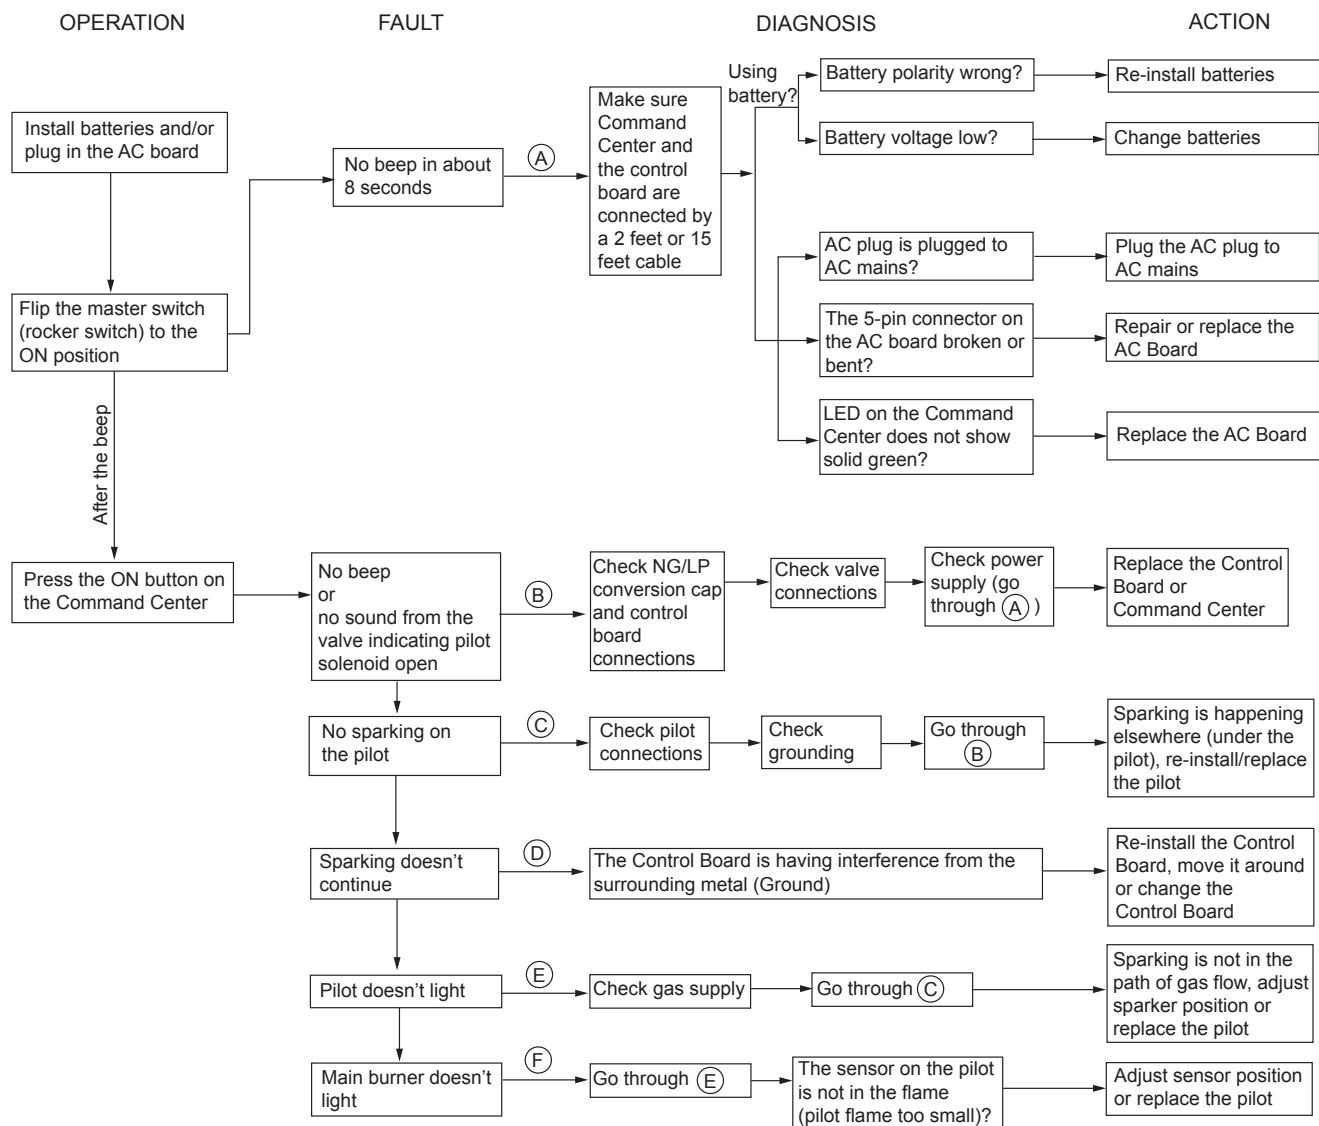 OPERATION
FAULT
DIAGNOSIS
ACTION
Install batteries and/or
plug in the AC board
Flip the master switch
(rocker switch) to the
ON position
After the beep
Press the ON button on
the Command Center
No beep in about
8 seconds
A
Make sure
Command
Center and
the control
board are
connected by
a 2 feet or 15
feet cable
Using
battery?
Battery polarity wrong?
Re-install batteries
Battery voltage low?
Change batteries
AC plug is plugged to
AC mains?
Plug the AC plug to
AC mains
The 5-pin connector on
the AC board broken or
bent?
Repair or replace the
AC Board
LED on the Command
Center does not show
solid green?
Replace the AC Board
No beep
or
no sound from the
valve indicating pilot
solenoid open
B
Check NG/LP
conversion cap
and control
board
connections
Check valve
connections
Check power
supply (go
through A )
Replace the Control
Board or
Command Center
No sparking on
the pilot
C
Check pilot
connections
Check
grounding
Go through
B
Sparking is happening
elsewhere (under the
pilot), re-install/replace
the pilot
Sparking doesn't
continue
D
The Control Board is having interference from the
surrounding metal (Ground)
Re-install the Control
Board, move it around
or change the
Control Board
Pilot doesn't light
E
Check gas supply
Go through C
Sparking is not in the
path of gas flow, adjust
sparker position or
replace the pilot
Main burner doesn't
light
F
Go through E
The sensor on the pilot
is not in the flame
(pilot flame too small)?
Adjust sensor position
or replace the pilot